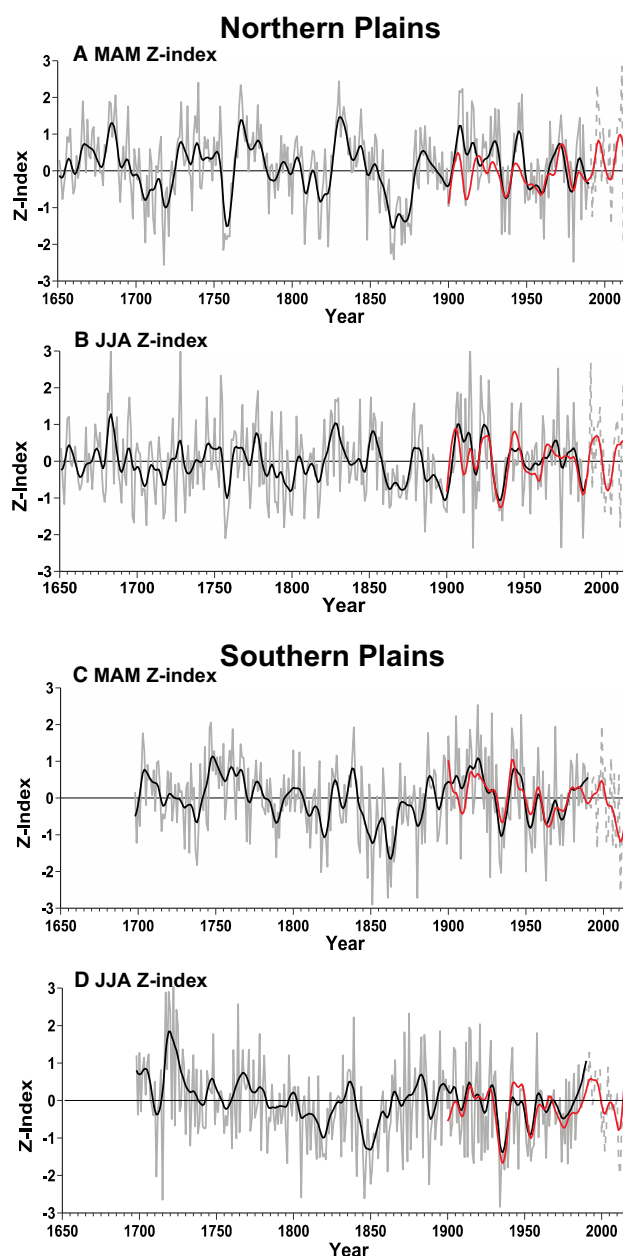 Northern Plains
A MAM Z-index
3
2
1
0
-1
-2
-3
Z-Index
1650 1700 1750 1800 1850 1900 1950 2000
Year
B JJA Z-index
3
2
1
0
-1
-2
-3
Z-Index
1650 1700 1750 1800 1850 1900 1950 2000
Year
Southern Plains
C MAM Z-index
3
2
1
0
-1
-2
-3
Z-Index
1650 1700 1750 1800 1850 1900 1950 2000
Year
D JJA Z-index
3
2
1
0
-1
-2
-3
Z-Index
1650 1700 1750 1800 1850 1900 1950 2000
Year